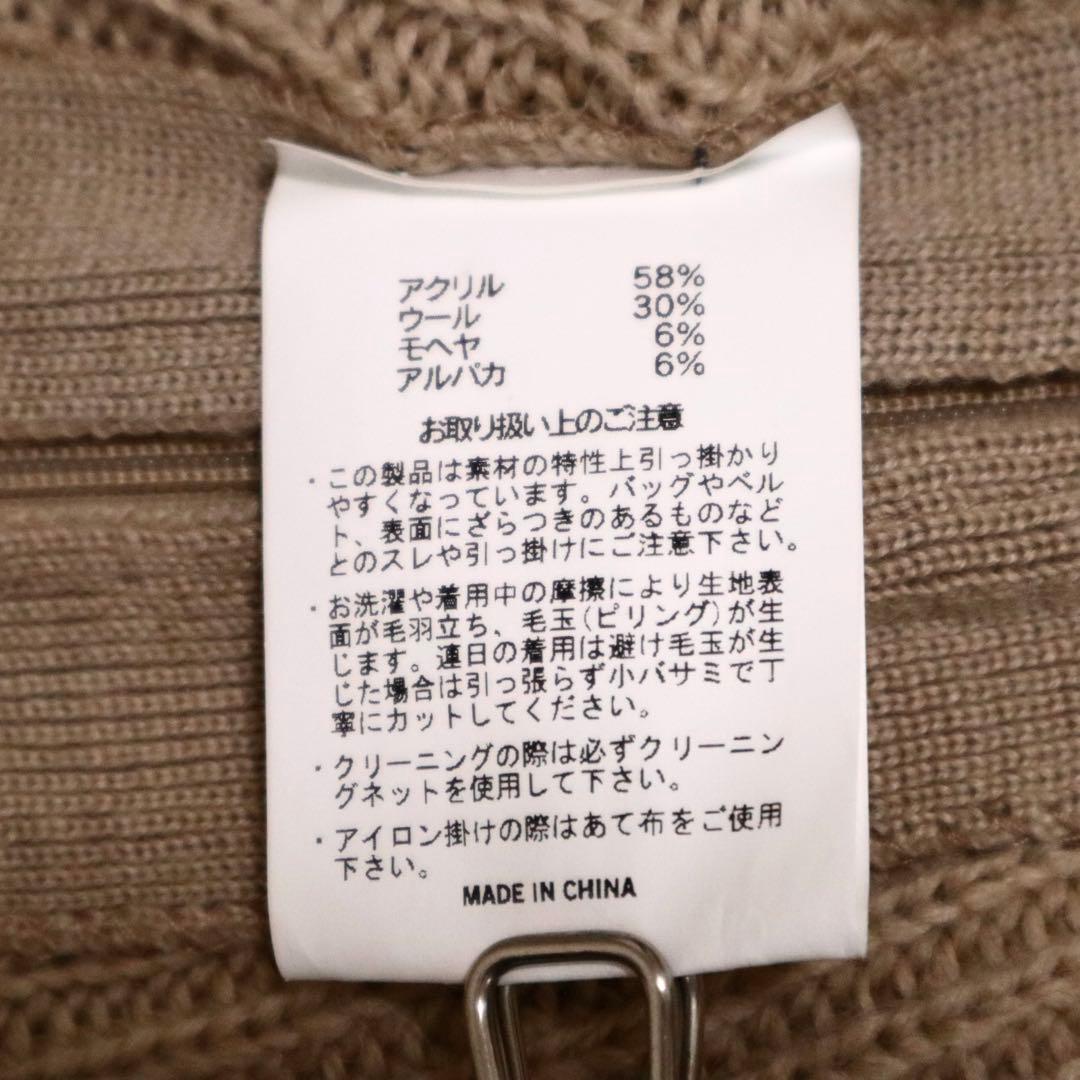 アクリル 58%
ウール 30%
モヘヤ 6%
アルパカ 6%
お取り扱い上のご注意
・この製品は素材の特性上引っ掛かり
やすくなっています。バッグやベル
ト、表面にざらつきのあるものなど
とのスレや引っ掛けにご注意下さい。
・お洗濯や着用中の摩擦により生地表
面が毛羽立ち、毛玉(ピリング)が生
じます。連日の着用は避け毛玉が生
じた場合は引っ張らず小バサミで丁
寧にカットしてください。
・クリーニングの際は必ずクリーニン
グネットを使用して下さい。
・アイロン掛けの際はあて布をご使用
下さい。
MADE IN CHINA